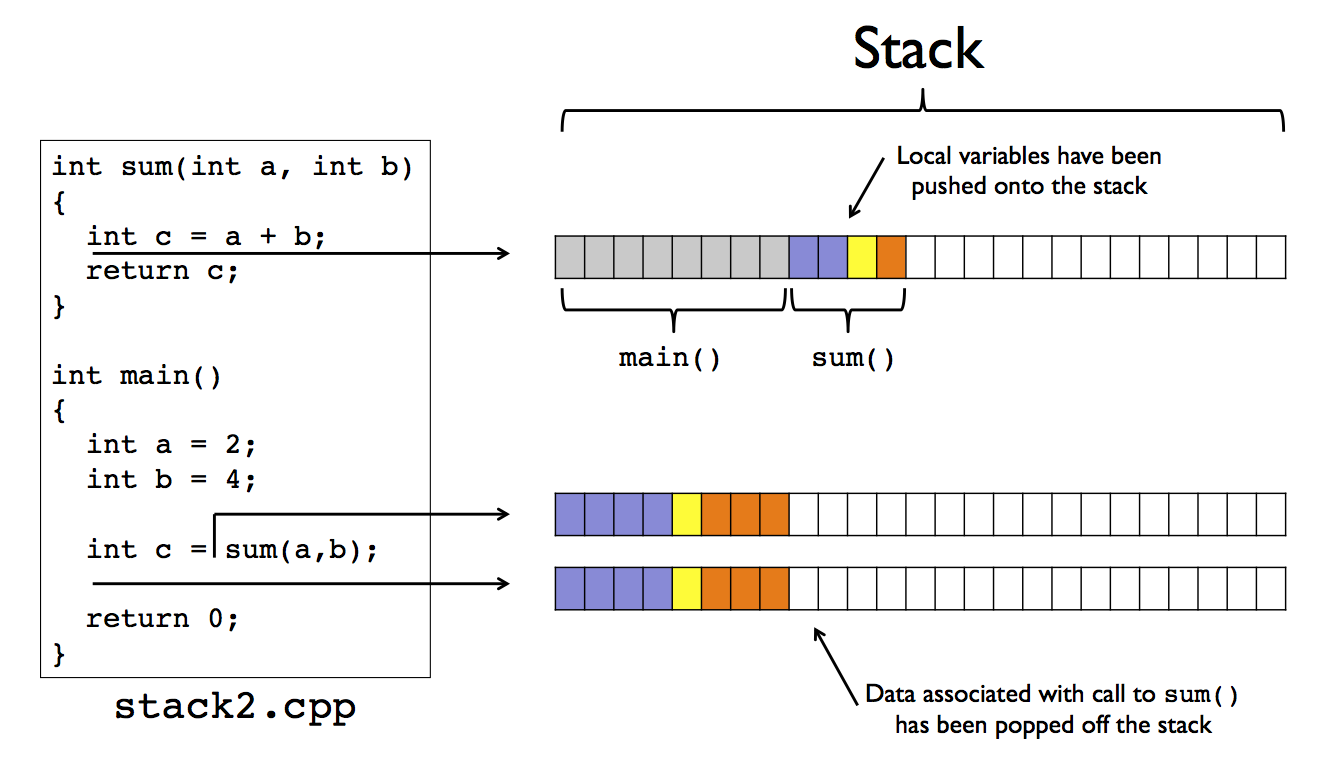 Stack
int sum(int a, int b)
{
  int c = a + b;
  return c;
}
int main()
{
  int a = 2;
  int b = 4;
  int c = sum(a,b);
  return 0;
}
stack2.cpp
Local variables have been
pushed onto the stack
main()
sum()
Data associated with call to sum()
has been popped off the stack